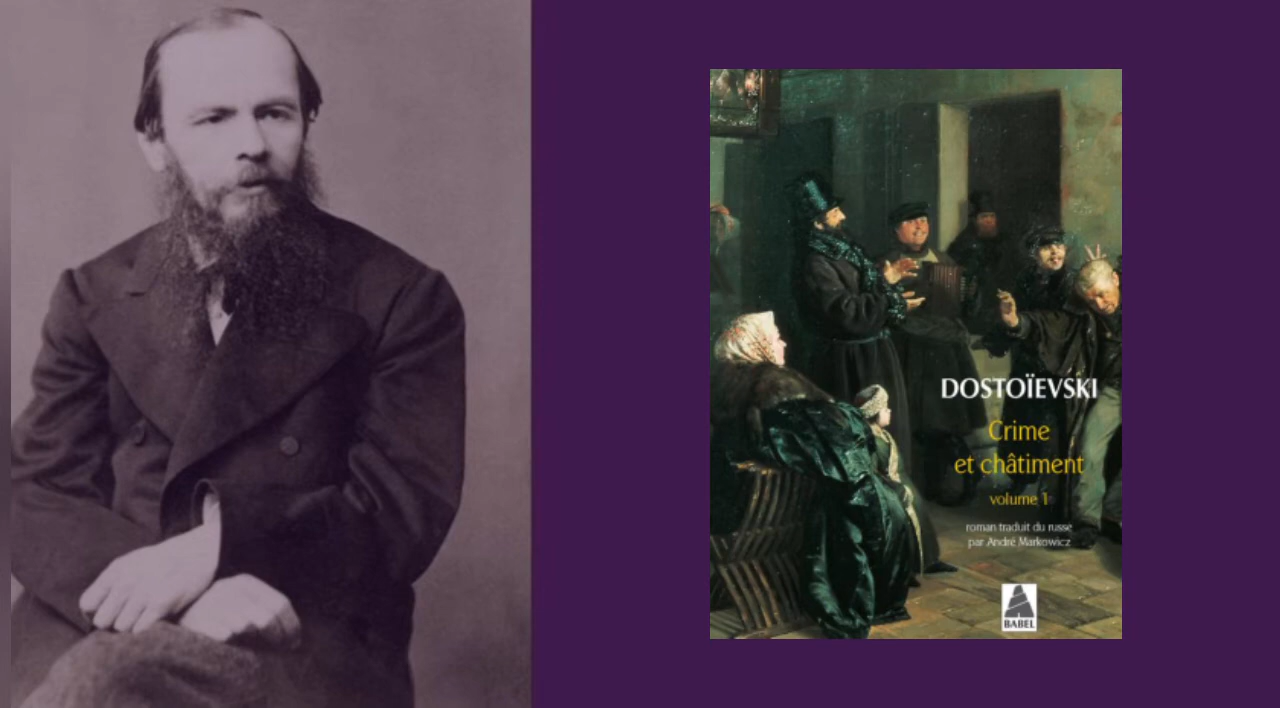 DOSTOÏEVSKI
Crime
et châtiment
volume 1
roman traduit du russe
par André Markowicz
BABEL